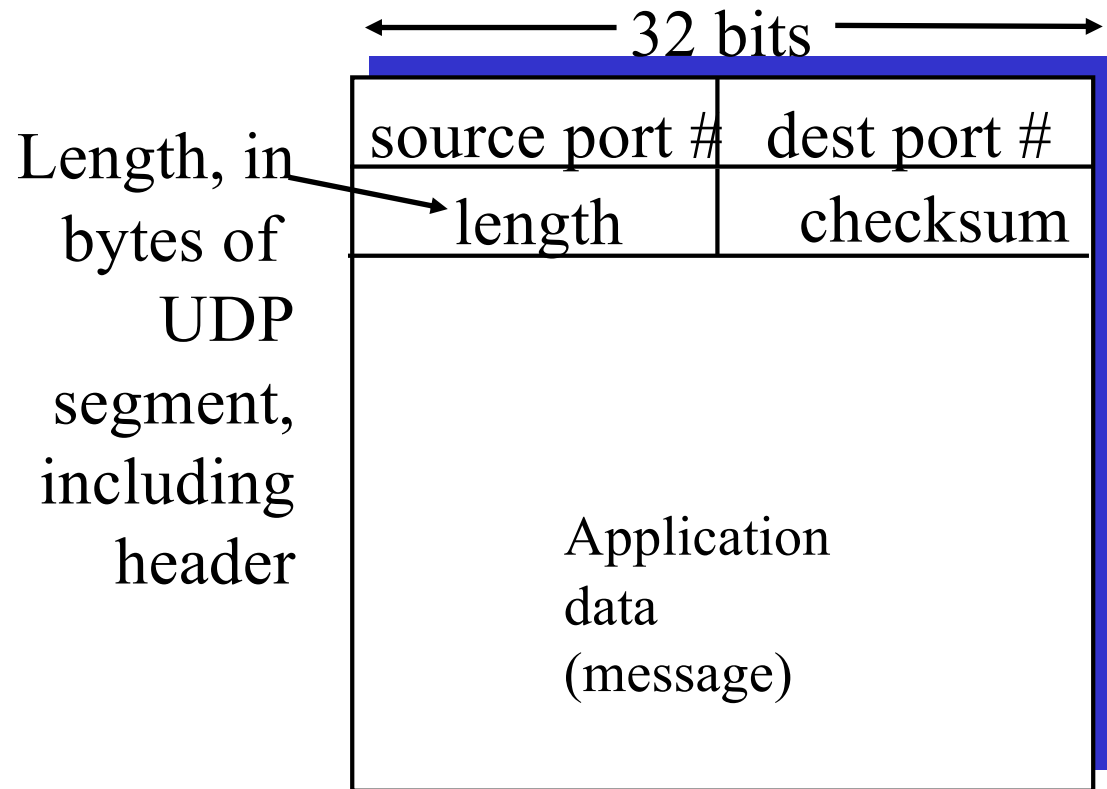 32 bits
source port # dest port #
length checksum
Length, in
bytes of
UDP
segment,
including
header
Application
data
(message)